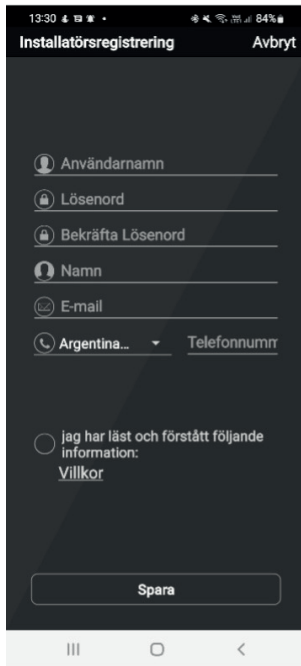 13:30 84%
Installatörsregistrering Avbryt
Användarnamn
Lösenord
Bekräfta Lösenord
Namn
E-mail
Argentina... Telefonnumm
jag har läst och förstått följande
information:
Villkor
Spara